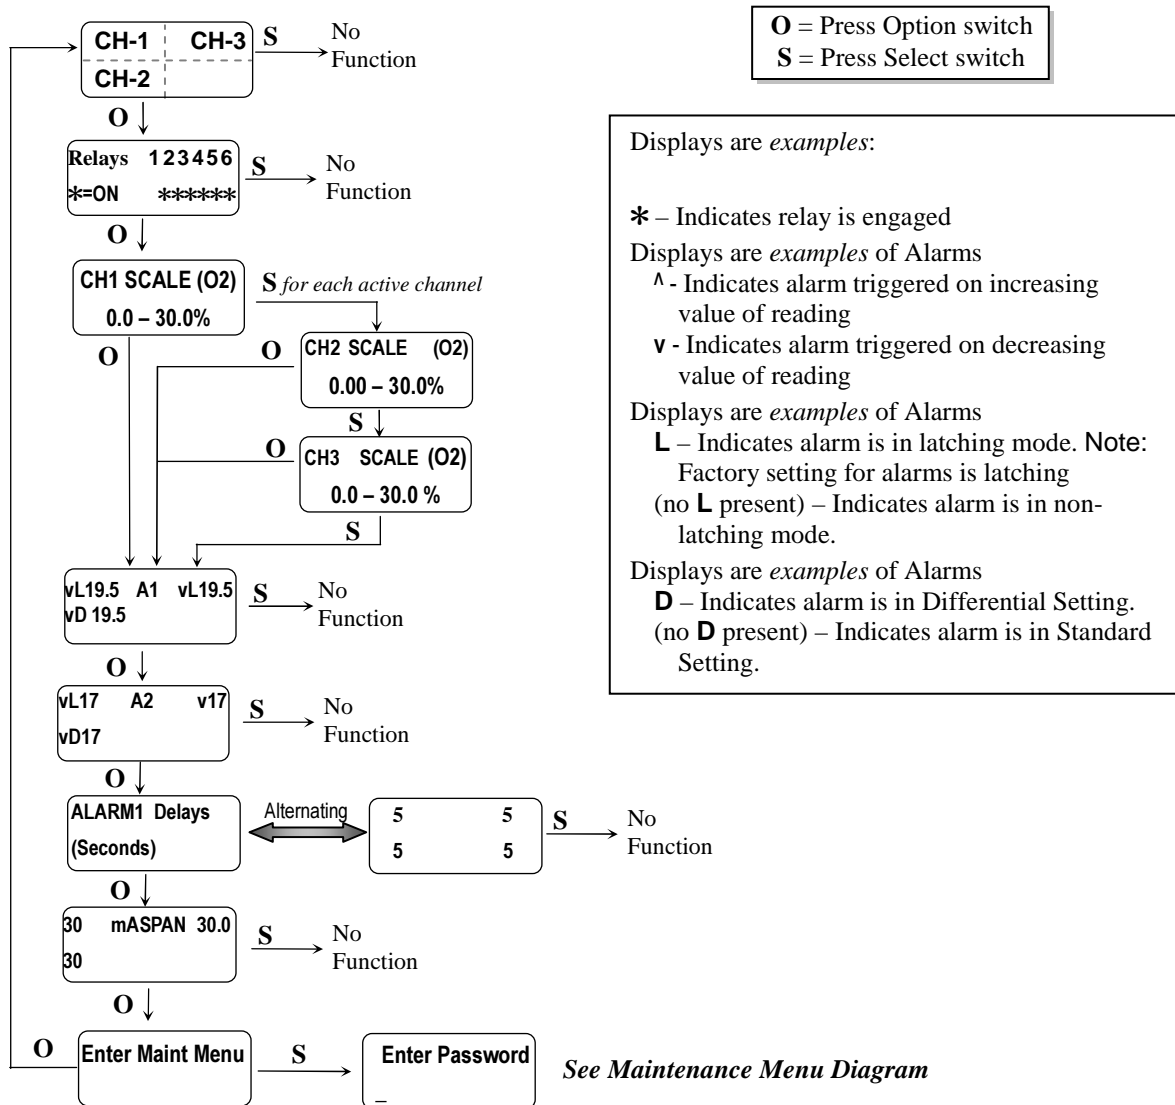 CH-1 CH-3
CH-2
S
No
Function
O = Press Option switch
S = Press Select switch
O
Relays 123456
*=ON ******
S
No
Function
O
CH1 SCALE (O2)
0.0 – 30.0%
S for each active channel
O
CH2 SCALE (O2)
0.00 – 30.0%
O
S
CH3 SCALE (O2)
0.0 – 30.0 %
O
S
vL19.5 A1 vL19.5
vD 19.5
S
No
Function
O
vL17 A2 v17
vD17
S
No
Function
O
ALARM1 Delays
(Seconds)
Alternating
5 5
5 5
S
No
Function
O
30 mASPAN 30.0
30
S
No
Function
O
O
Enter Maint Menu
S
Enter Password
_
See Maintenance Menu Diagram
Displays are examples:
* – Indicates relay is engaged
Displays are examples of Alarms
^ - Indicates alarm triggered on increasing
value of reading
v - Indicates alarm triggered on decreasing
value of reading
Displays are examples of Alarms
L – Indicates alarm is in latching mode. Note:
Factory setting for alarms is latching
(no L present) – Indicates alarm is in non-
latching mode.
Displays are examples of Alarms
D – Indicates alarm is in Differential Setting.
(no D present) – Indicates alarm is in Standard
Setting.